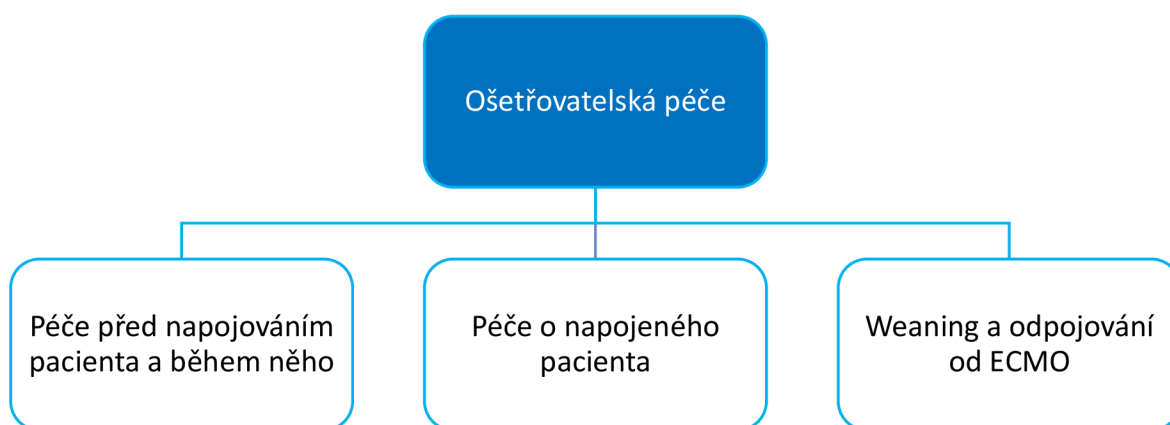 Ošetřovatelská péče
Péče před napojováním
pacienta a během něho
Péče o napojeného
pacienta
Weaning a odpojování
od ECMO